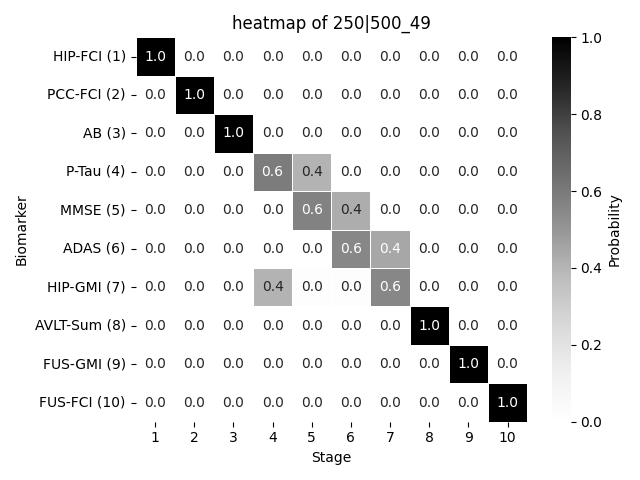 heatmap of 250|500_49
HIP-FCI (1) 1.0 0.0 0.0 0.0 0.0 0.0 0.0 0.0 0.0 0.0
PCC-FCI (2) 0.0 1.0 0.0 0.0 0.0 0.0 0.0 0.0 0.0 0.0
AB (3) 0.0 0.0 1.0 0.0 0.0 0.0 0.0 0.0 0.0 0.0
P-Tau (4) 0.0 0.0 0.0 0.6 0.4 0.0 0.0 0.0 0.0 0.0
MMSE (5) 0.0 0.0 0.0 0.0 0.6 0.4 0.0 0.0 0.0 0.0
ADAS (6) 0.0 0.0 0.0 0.0 0.0 0.6 0.4 0.0 0.0 0.0
HIP-GMI (7) 0.0 0.0 0.0 0.4 0.0 0.0 0.6 0.0 0.0 0.0
AVLT-Sum (8) 0.0 0.0 0.0 0.0 0.0 0.0 0.0 1.0 0.0 0.0
FUS-GMI (9) 0.0 0.0 0.0 0.0 0.0 0.0 0.0 0.0 1.0 0.0
FUS-FCI (10) 0.0 0.0 0.0 0.0 0.0 0.0 0.0 0.0 0.0 1.0
1 2 3 4 5 6 7 8 9 10
Stage
Biomarker
1.0
0.8
0.6
0.4
0.2
0.0
Probability